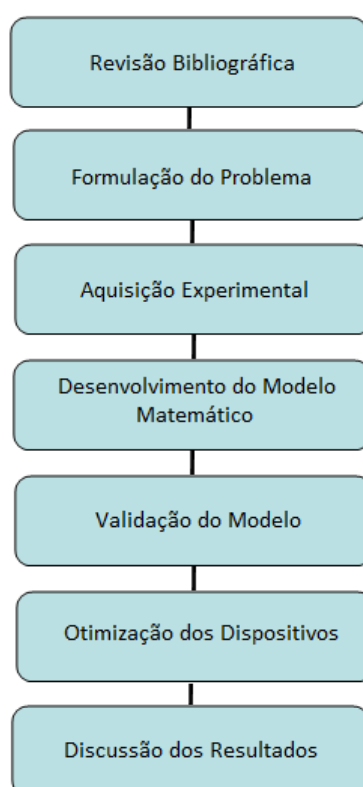 Revisão Bibliográfica
Formulação do Problema
Aquisição Experimental
Desenvolvimento do Modelo
Matemático
Validação do Modelo
Otimização dos Dispositivos
Discussão dos Resultados